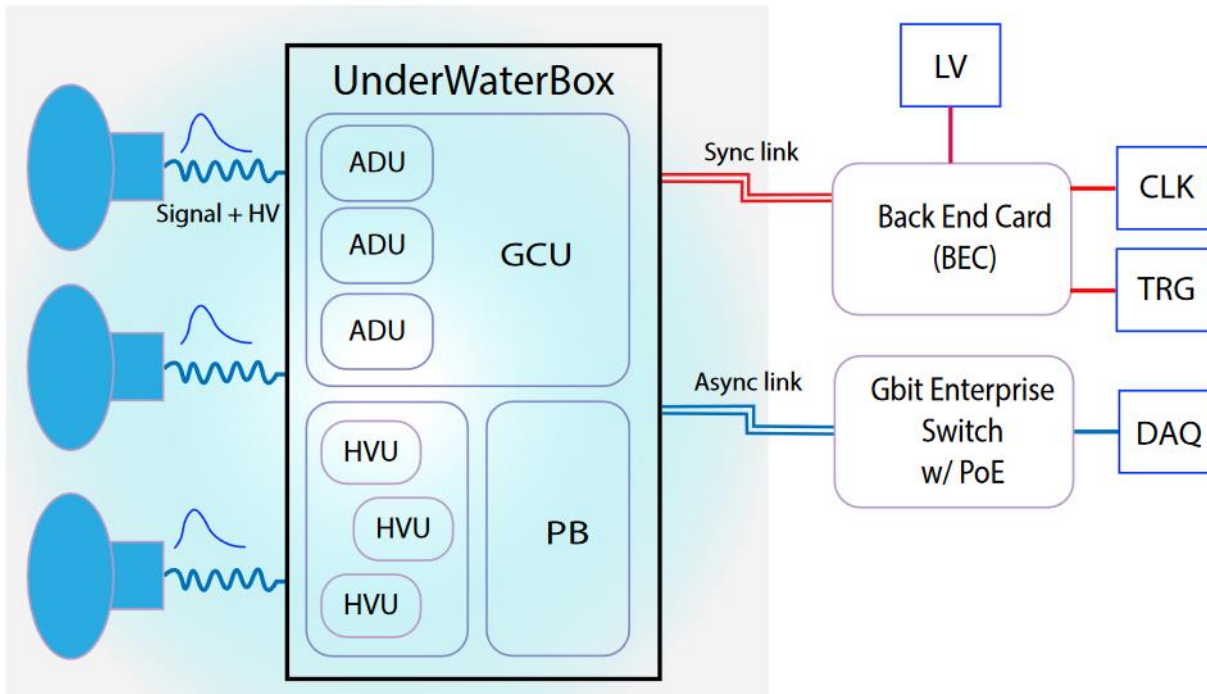 UnderWaterBox
ADU
ADU
ADU
GCU
HVU
HVU
HVU
PB
Signal + HV
Sync link
Async link
LV
Back End Card
(BEC)
CLK
TRG
Gbit Enterprise
Switch
w/ PoE
DAQ